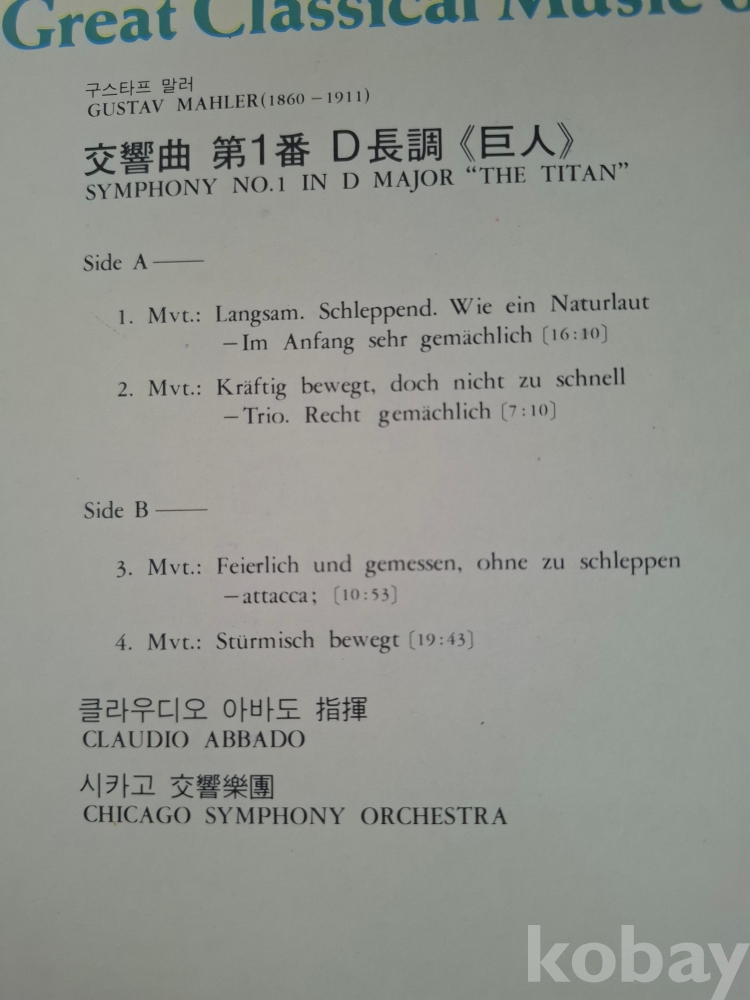 Great Classical Music
구스타프 말러
GUSTAV MAHLER(1860－1911)
交響曲 第1番 D長調《巨人》
SYMPHONY NO.1 IN D MAJOR “THE TITAN”
Side A——
1. Mvt.: Langsam. Schleppend. Wie ein Naturlaut
－Im Anfang sehr gemächlich〔16:10〕
2. Mvt.: Kräftig bewegt, doch nicht zu schnell
－Trio. Recht gemächlich〔7:10〕
Side B——
3. Mvt.: Feierlich und gemessen, ohne zu schleppen
－attacca;〔10:53〕
4. Mvt.: Stürmisch bewegt〔19:43〕
클라우디오 아바도 指揮
CLAUDIO ABBADO
시카고 交響樂團
CHICAGO SYMPHONY ORCHESTRA
kobay